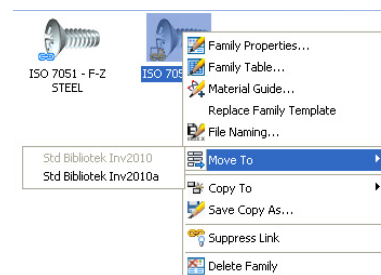 ISO 7051 - F-Z
STEEL
ISO 705
Family Properties...
Family Table...
Material Guide...
Replace Family Template
File Naming...
Move To
Std Bibliotek Inv2010
Std Bibliotek Inv2010a
Copy To
Save Copy As...
Suppress Link
Delete Family